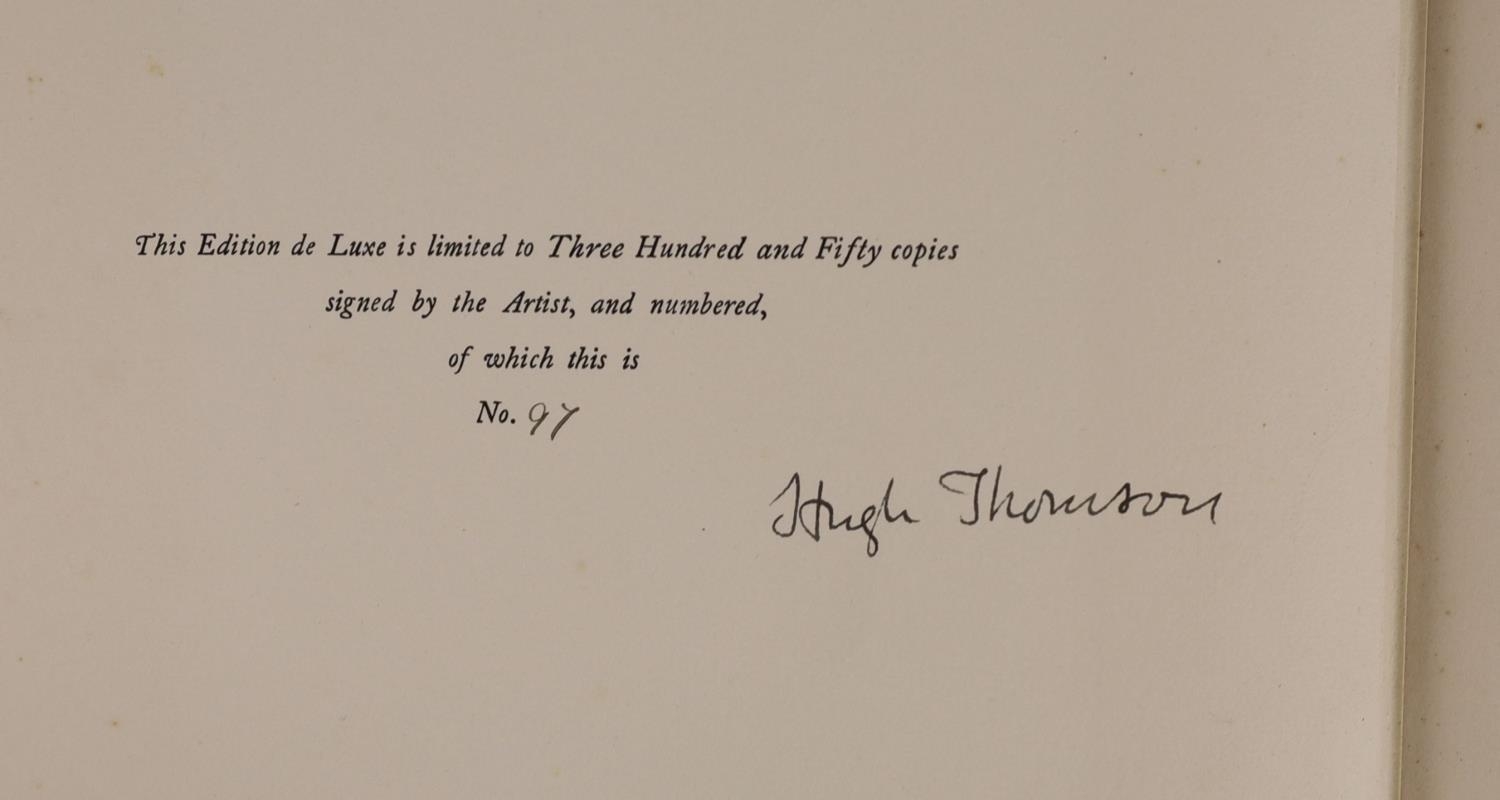 This Edition de Luxe is limited to Three Hundred and Fifty copies
signed by the Artist, and numbered,
of which this is
No. 97
Hugh Thomson